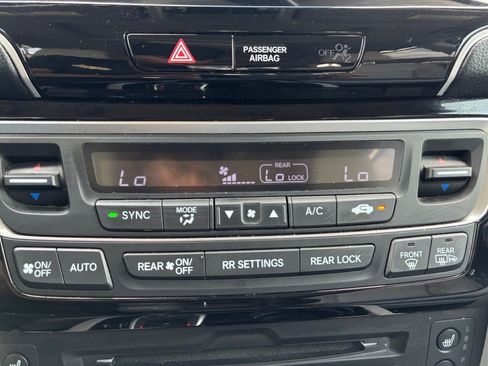 PASSENGER
AIRBAG
OFF
REAR
Lo Lo LOCK Lo
SYNC MODE A/C
ON/
OFF AUTO REAR ON/
OFF RR SETTINGS REAR LOCK FRONT REAR